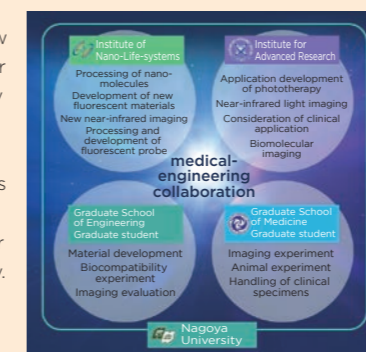 w
r
y
s
r
y.
Institute of
Nano-Life-systems
Processing of nano-
molecules
Development of new
fluorescent materials
New near-infrared imaging
Processing and
development of
fluorescent probe
Institute for
Advanced Research
Application development
of phototherapy
Near-infrared light imaging
Consideration of clinical
application
Biomolecular
imaging
medical-
engineering
collaboration
Graduate School
of Engineering
Graduate student
Material development
Biocompatibility
experiment
Imaging evaluation
Graduate School
of Medicine
Graduate student
Imaging experiment
Animal experiment
Handling of clinical
specimens
Nagoya
University